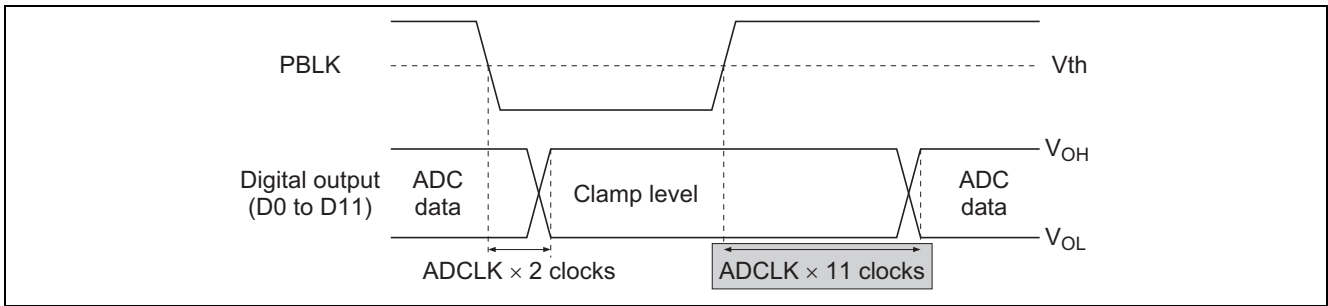 PBLK
Vth
Digital output
(D0 to D11)
ADC
data
Clamp level
ADC
data
VOH
VOL
ADCLK × 2 clocks
ADCLK × 11 clocks